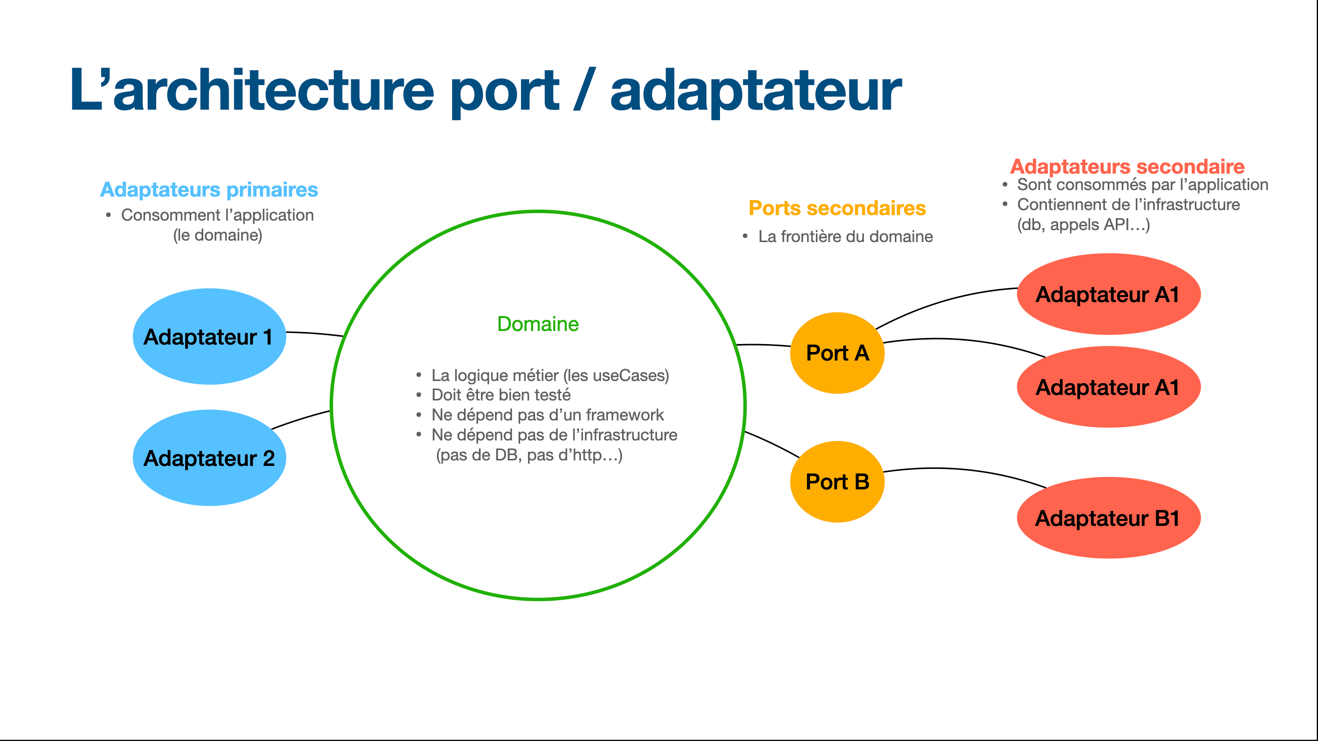 L’architecture port / adaptateur
Adaptateurs primaires
• Consomment l’application
(le domaine)
Adaptateur 1
Adaptateur 2
Domaine
• La logique métier (les useCases)
• Doit être bien testé
• Ne dépend pas d’un framework
• Ne dépend pas de l’infrastructure
(pas de DB, pas d’http…)
Ports secondaires
• La frontière du domaine
Port A
Port B
Adaptateurs secondaire
• Sont consommés par l’application
• Contiennent de l’infrastructure
(db, appels API…)
Adaptateur A1
Adaptateur A1
Adaptateur B1